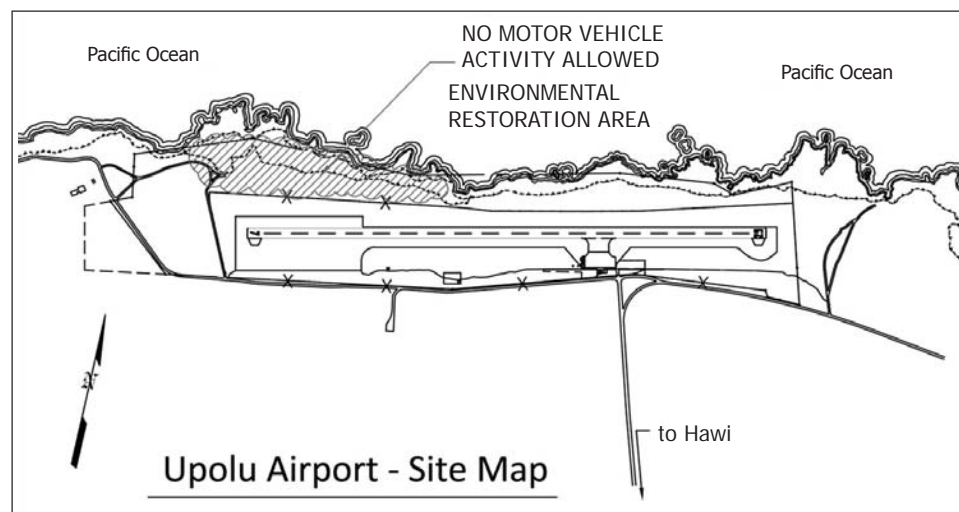 NO MOTOR VEHICLE
ACTIVITY ALLOWED
Pacific Ocean
Pacific Ocean
ENVIRONMENTAL
RESTORATION AREA
to Hawi
Upolu Airport - Site Map